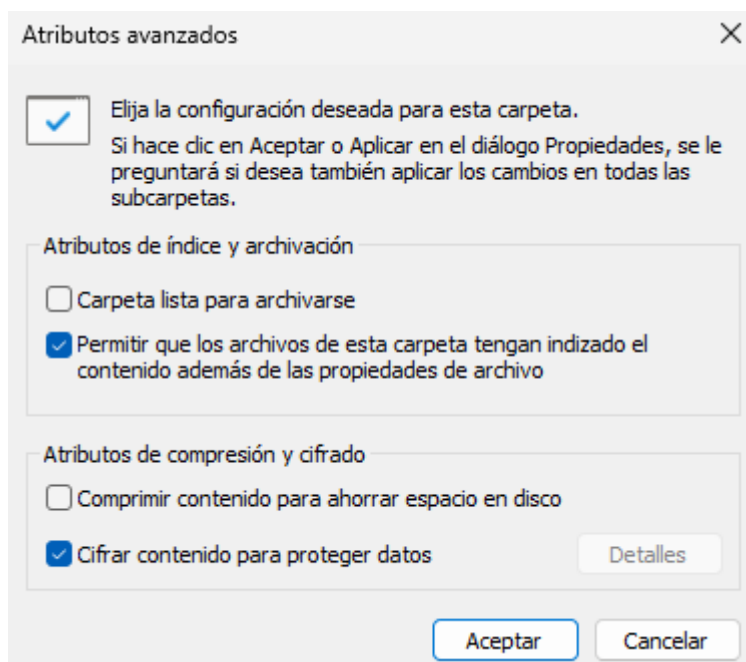 Atributos avanzados
Elija la configuración deseada para esta carpeta.
Si hace clic en Aceptar o Aplicar en el diálogo Propiedades, se le
preguntará si desea también aplicar los cambios en todas las
subcarpetas.
Atributos de índice y archivación
Carpeta lista para archivarse
Permitir que los archivos de esta carpeta tengan indizado el
contenido además de las propiedades de archivo
Atributos de compresión y cifrado
Comprimir contenido para ahorrar espacio en disco
Cifrar contenido para proteger datos
Detalles
Aceptar
Cancelar